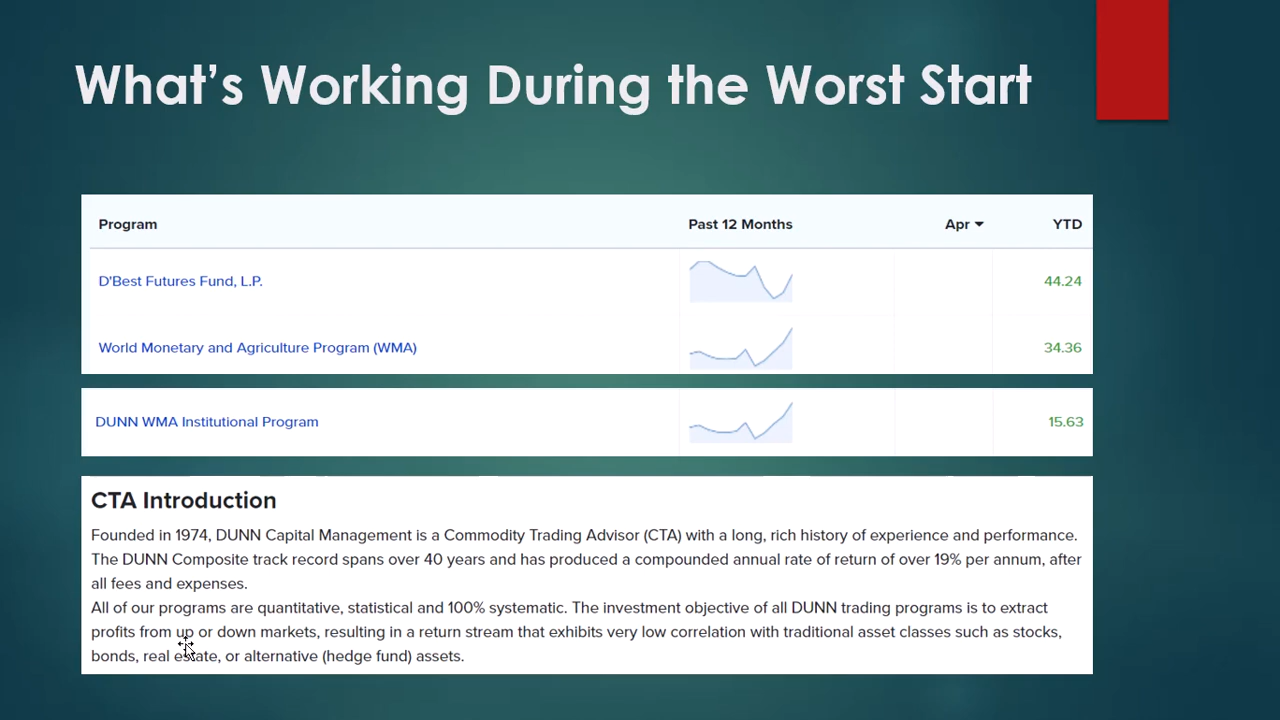 What's Working During the Worst Start
Program Past 12 Months Apr YTD
D'Best Futures Fund, L.P. 44.24
World Monetary and Agriculture Program (WMA) 34.36
DUNN WMA Institutional Program 15.63
CTA Introduction
Founded in 1974, DUNN Capital Management is a Commodity Trading Advisor (CTA) with a long, rich history of experience and performance.
The DUNN Composite track record spans over 40 years and has produced a compounded annual rate of return of over 19% per annum, after
all fees and expenses.
All of our programs are quantitative, statistical and 100% systematic. The investment objective of all DUNN trading programs is to extract
profits from up or down markets, resulting in a return stream that exhibits very low correlation with traditional asset classes such as stocks,
bonds, real estate, or alternative (hedge fund) assets.